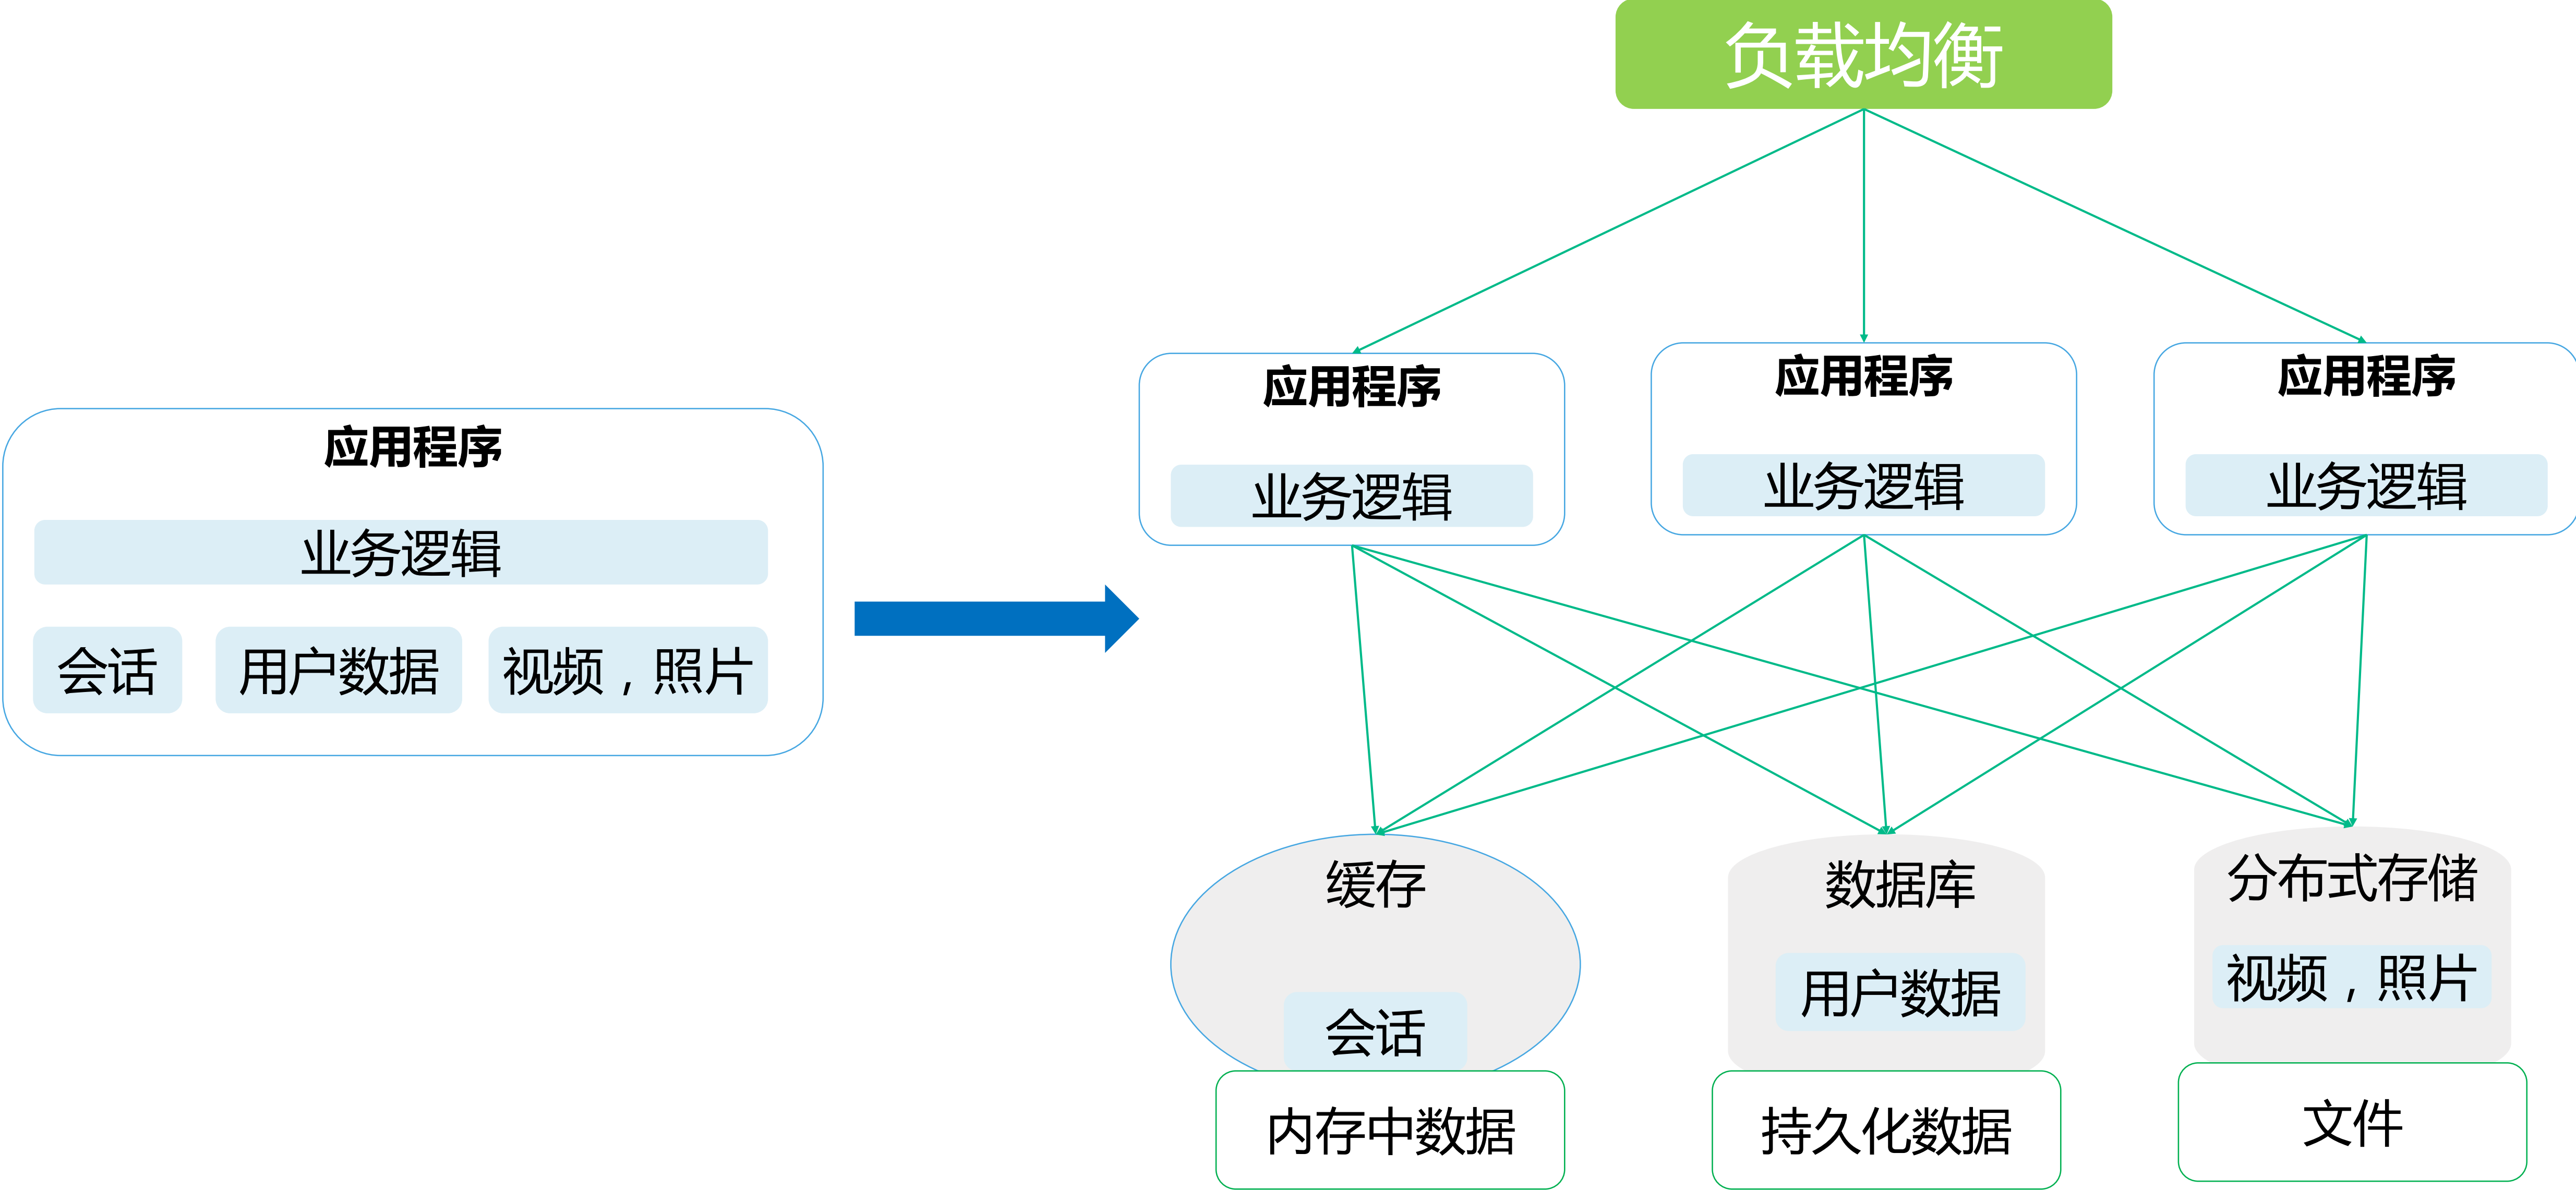 负载均衡
应用程序
业务逻辑
会话
用户数据
视频，照片
应用程序
业务逻辑
应用程序
业务逻辑
应用程序
业务逻辑
缓存
会话
内存中数据
数据库
用户数据
持久化数据
分布式存储
视频，照片
文件